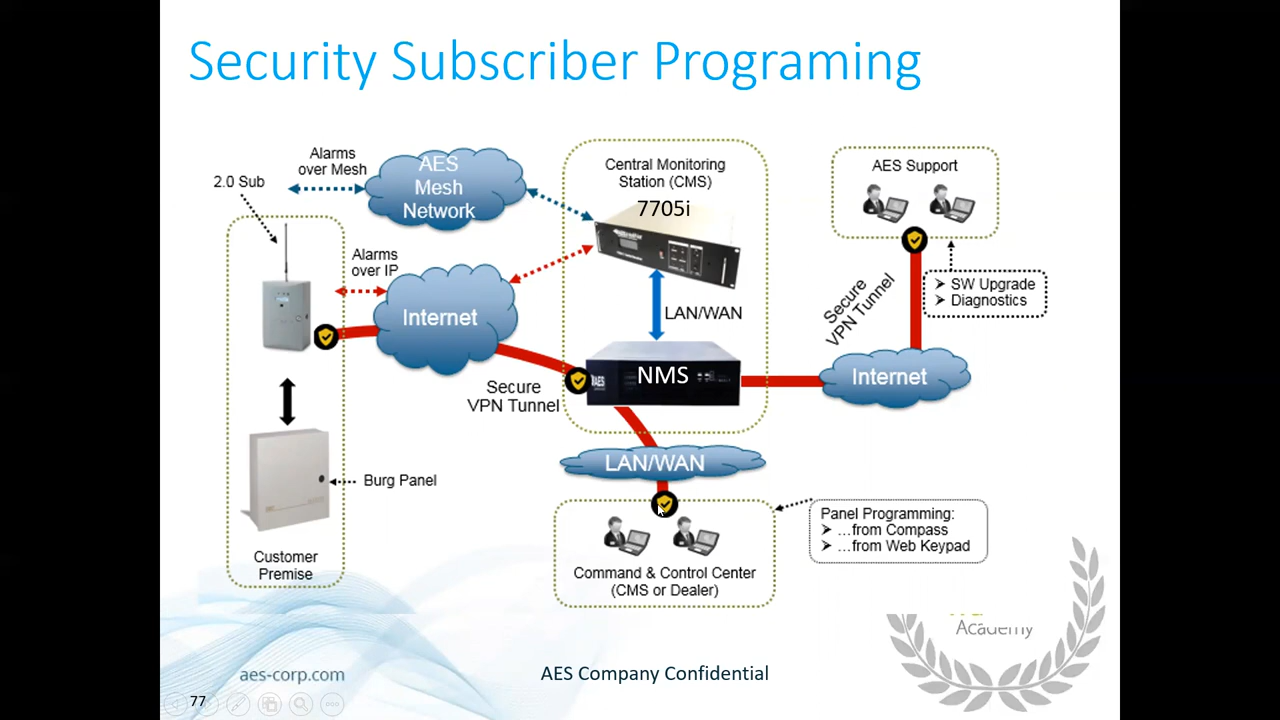 Security Subscriber Programing
Alarms
over Mesh
2.0 Sub
AES
Mesh
Network
Central Monitoring
Station (CMS)
7705i
AES Support
Alarms
over IP
Internet
LAN/WAN
Secure
VPN Tunnel
SW Upgrade
Diagnostics
Secure
VPN Tunnel
AES
NMS
Internet
LAN/WAN
Burg Panel
Customer
Premise
Command & Control Center
(CMS or Dealer)
Panel Programming:
...from Compass
...from Web Keypad
Academy
aes-corp.com
AES Company Confidential
77